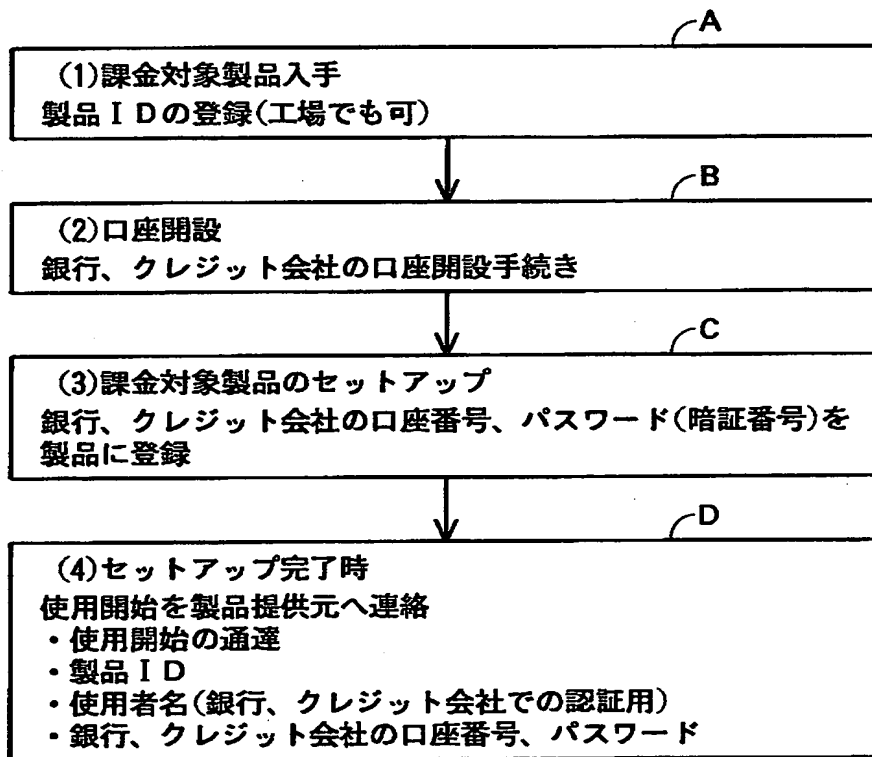 A
(1)課金対象製品入手
製品ＩＤの登録(工場でも可)
B
(2)口座開設
銀行、クレジット会社の口座開設手続き
C
(3)課金対象製品のセットアップ
銀行、クレジット会社の口座番号、パスワード(暗証番号)を
製品に登録
D
(4)セットアップ完了時
使用開始を製品提供元へ連絡
・使用開始の通達
・製品ＩＤ
・使用者名(銀行、クレジット会社での認証用)
・銀行、クレジット会社の口座番号、パスワード